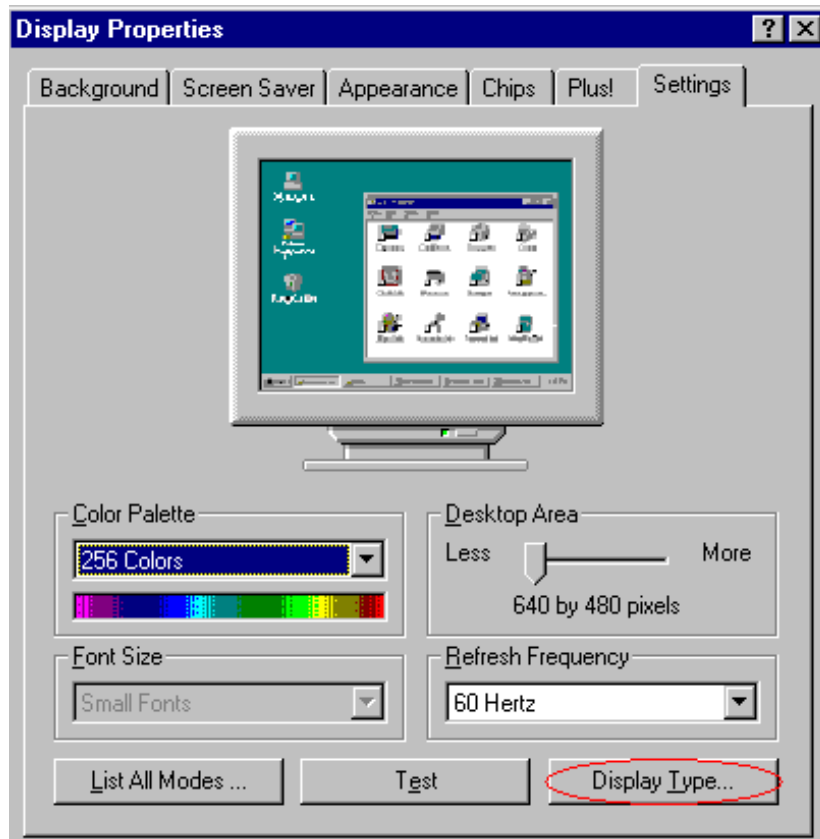 Display Properties
Background Screen Saver Appearance Chips Plus! Settings
Color Palette
256 Colors
Desktop Area
Less More
640 by 480 pixels
Font Size
Small Fonts
Refresh Frequency
60 Hertz
List All Modes ... Test Display Type...